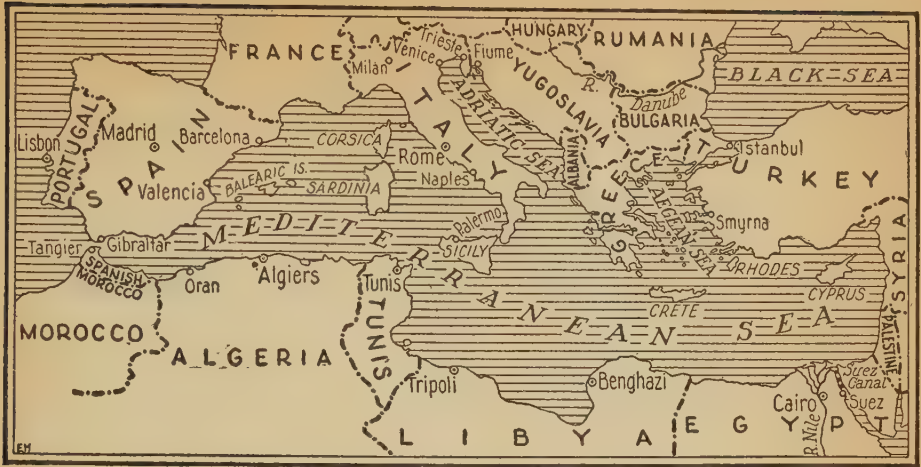 FRANCE
HUNGARY
RUMANIA
Trieste
Fiume
Venice
Milan
BLACK SEA
ITALY
ADRIATIC SEA
YUGOSLAVIA
R. Danube
BULGARIA
PORTUGAL
Lisbon
Madrid
SPAIN
Barcelona
CORSICA
Rome
ALBANIA
GREECE
Istanbul
TURKEY
Valencia
BALEARIC IS.
SARDINIA
Naples
AEGEAN SEA
Smyrna
Palermo
SICILY
MEDITERRANEAN SEA
Tangier
Gibraltar
SPANISH
MOROCCO
Oran
Algiers
Tunis
RHODES
CYPRUS
SYRIA
CRETE
MOROCCO
ALGERIA
TUNIS
PALESTINE
Tripoli
Benghazi
Suez
Canal
Cairo
Suez
R. Nile
LIBYA
EGYPT
EM